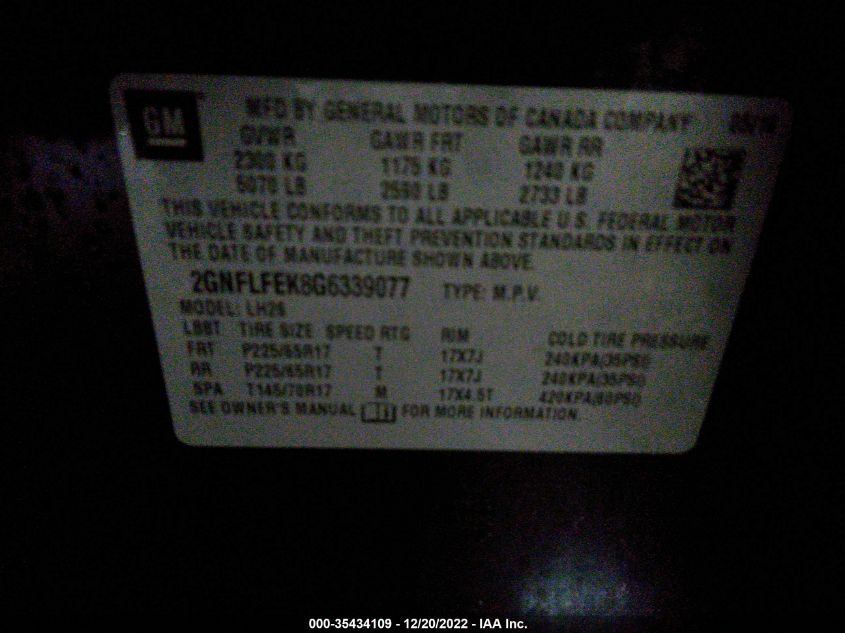 GM
MFD BY GENERAL MOTORS OF CANADA COMPANY 05/16
GVWR GAWR FRT GAWR RR
2300 KG 1175 KG 1240 KG
5070 LB 2590 LB 2733 LB
THIS VEHICLE CONFORMS TO ALL APPLICABLE U.S. FEDERAL MOTOR
VEHICLE SAFETY AND THEFT PREVENTION STANDARDS IN EFFECT ON
THE DATE OF MANUFACTURE SHOWN ABOVE.
2GNFLFEK8G6339077 TYPE: M.P.V.
MODEL: LH26
LBBT TIRE SIZE SPEED RTG RIM COLD TIRE PRESSURE
FRT P225/65R17 T 17X7J 240KPA(35PSI)
RR P225/65R17 T 17X7J 240KPA(35PSI)
SPA T145/70R17 M 17X4.5T 420KPA(60PSI)
SEE OWNER'S MANUAL FOR MORE INFORMATION.
000-35434109 - 12/20/2022 - IAA Inc.